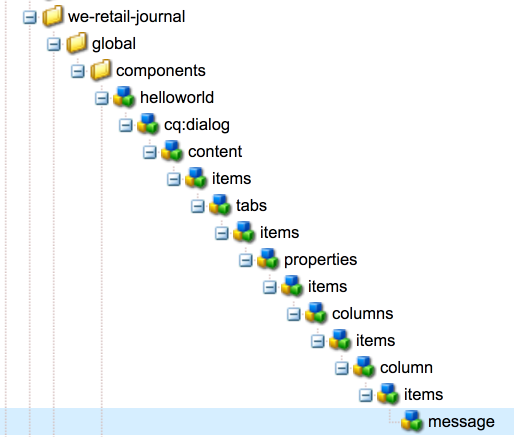 we-retail-journal
global
components
helloworld
cq:dialog
content
items
tabs
items
properties
items
columns
items
column
items
message